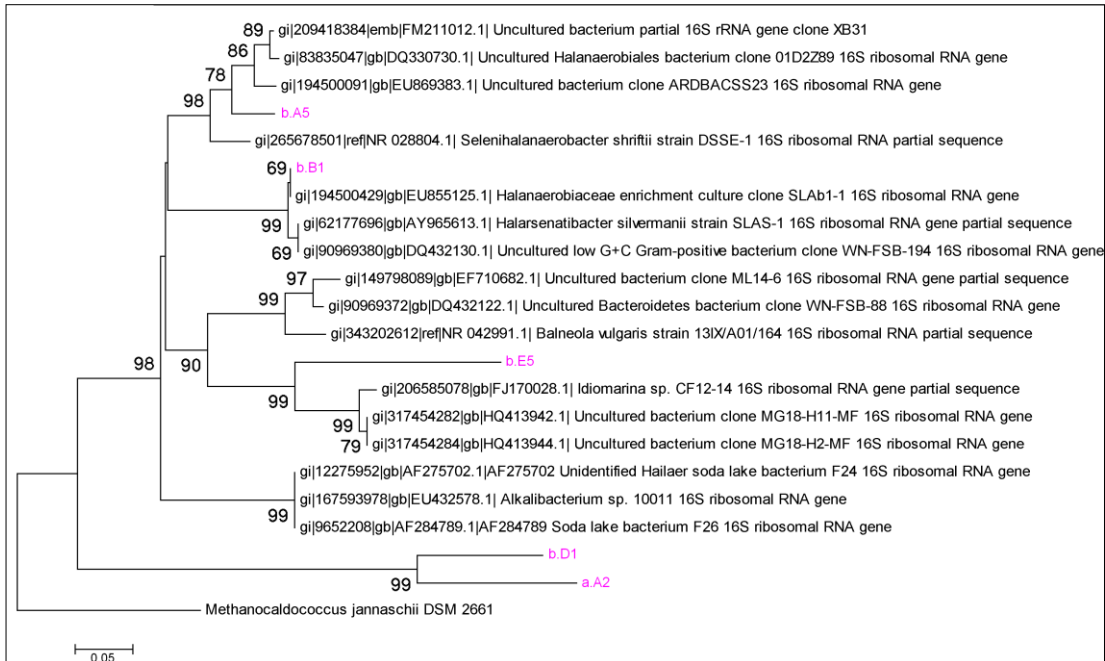 89 gi|209418384|emb|FM211012.1| Uncultured bacterium partial 16S rRNA gene clone XB31
86 gi|83835047|gb|DQ330730.1| Uncultured Halanaerobiales bacterium clone 01D2Z89 16S ribosomal RNA gene
78 gi|194500091|gb|EU869383.1| Uncultured bacterium clone ARDBACSS23 16S ribosomal RNA gene
98 b.A5
gi|265678501|ref|NR 028804.1| Selenihalanaerobacter shriftii strain DSSE-1 16S ribosomal RNA partial sequence
69 b.B1
gi|194500429|gb|EU855125.1| Halanaerobiaceae enrichment culture clone SLAb1-1 16S ribosomal RNA gene
99 gi|62177696|gb|AY965613.1| Halarsenatibacter silvermanii strain SLAS-1 16S ribosomal RNA gene partial sequence
69 gi|90969380|gb|DQ432130.1| Uncultured low G+C Gram-positive bacterium clone WN-FSB-194 16S ribosomal RNA gene
97 gi|149798089|gb|EF710682.1| Uncultured bacterium clone ML14-6 16S ribosomal RNA gene partial sequence
99 gi|90969372|gb|DQ432122.1| Uncultured Bacteroidetes bacterium clone WN-FSB-88 16S ribosomal RNA gene
gi|343202612|ref|NR 042991.1| Balneola vulgaris strain 13IX/A01/164 16S ribosomal RNA partial sequence
98 90 b.E5
99 gi|206585078|gb|FJ170028.1| Idiomarina sp. CF12-14 16S ribosomal RNA gene partial sequence
99 gi|317454282|gb|HQ413942.1| Uncultured bacterium clone MG18-H11-MF 16S ribosomal RNA gene
79 gi|317454284|gb|HQ413944.1| Uncultured bacterium clone MG18-H2-MF 16S ribosomal RNA gene
gi|12275952|gb|AF275702.1|AF275702 Unidentified Hailaer soda lake bacterium F24 16S ribosomal RNA gene
gi|167593978|gb|EU432578.1| Alkalibacterium sp. 10011 16S ribosomal RNA gene
99 gi|9652208|gb|AF284789.1|AF284789 Soda lake bacterium F26 16S ribosomal RNA gene
b.D1
99 a.A2
Methanocaldococcus jannaschii DSM 2661
0.05